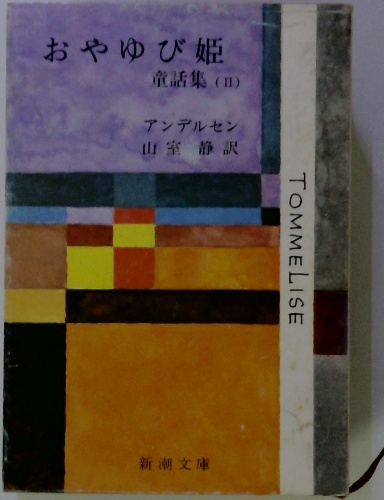 おやゆび姫
童話集(II)
アンデルセン
山室 静 訳
TOMMELISE
新潮文庫